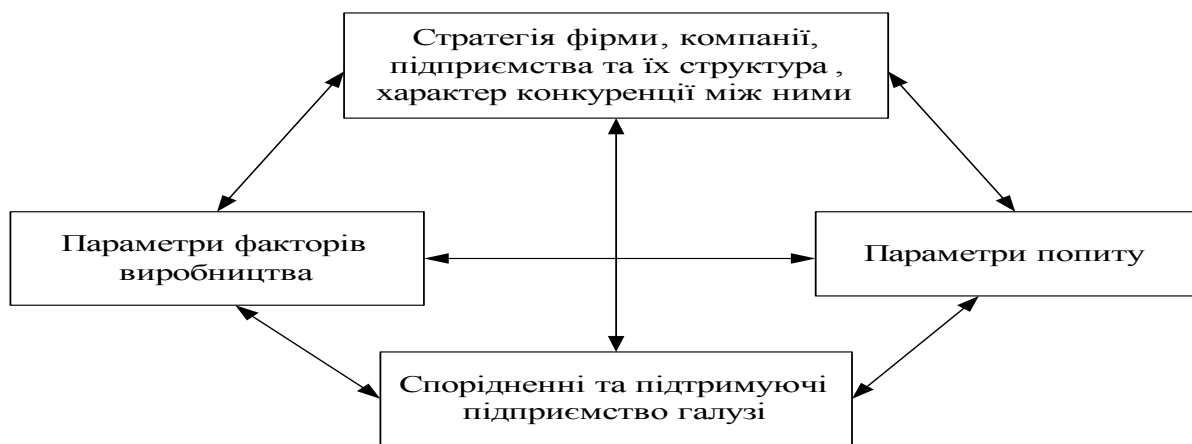 Стратегія фірми, компанії,
підприємства та їх структура ,
характер конкуренції між ними
Параметри факторів
виробництва
Параметри попиту
Спорідненні та підтримуючі
підприємство галузі